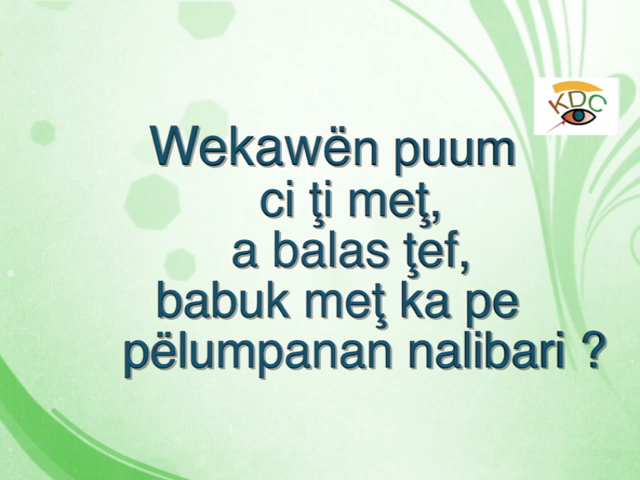 KDC
Wekawën puum
ci ţi meţ,
a balas ţef,
babuk meţ ka pe
pëlumpanan nalibari ?